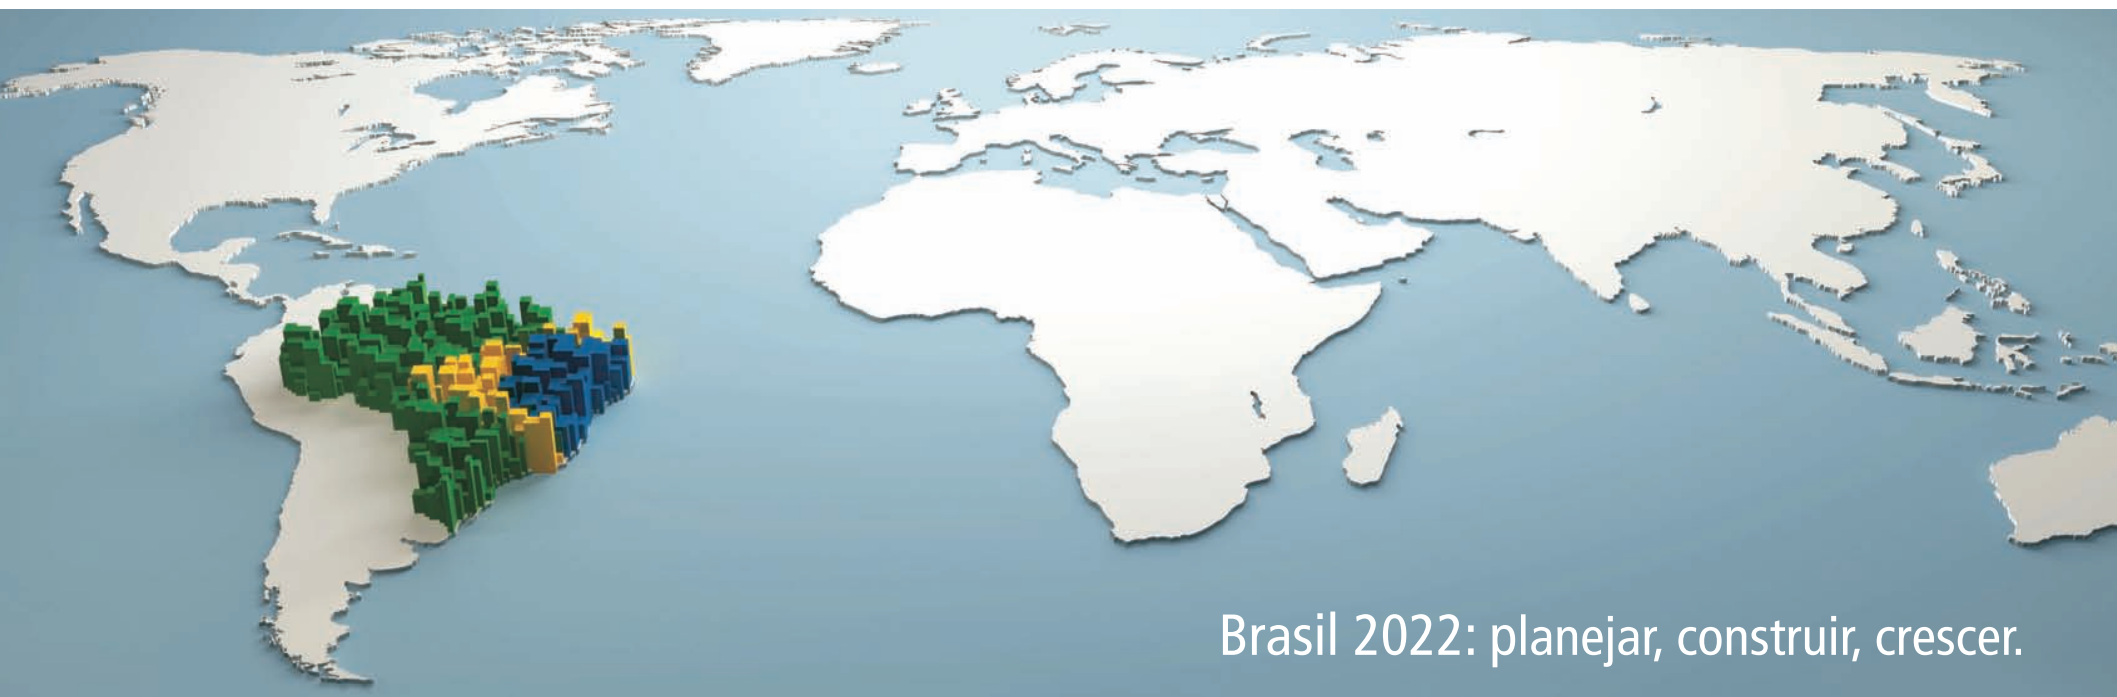 Brasil 2022: planejar, construir, crescer.